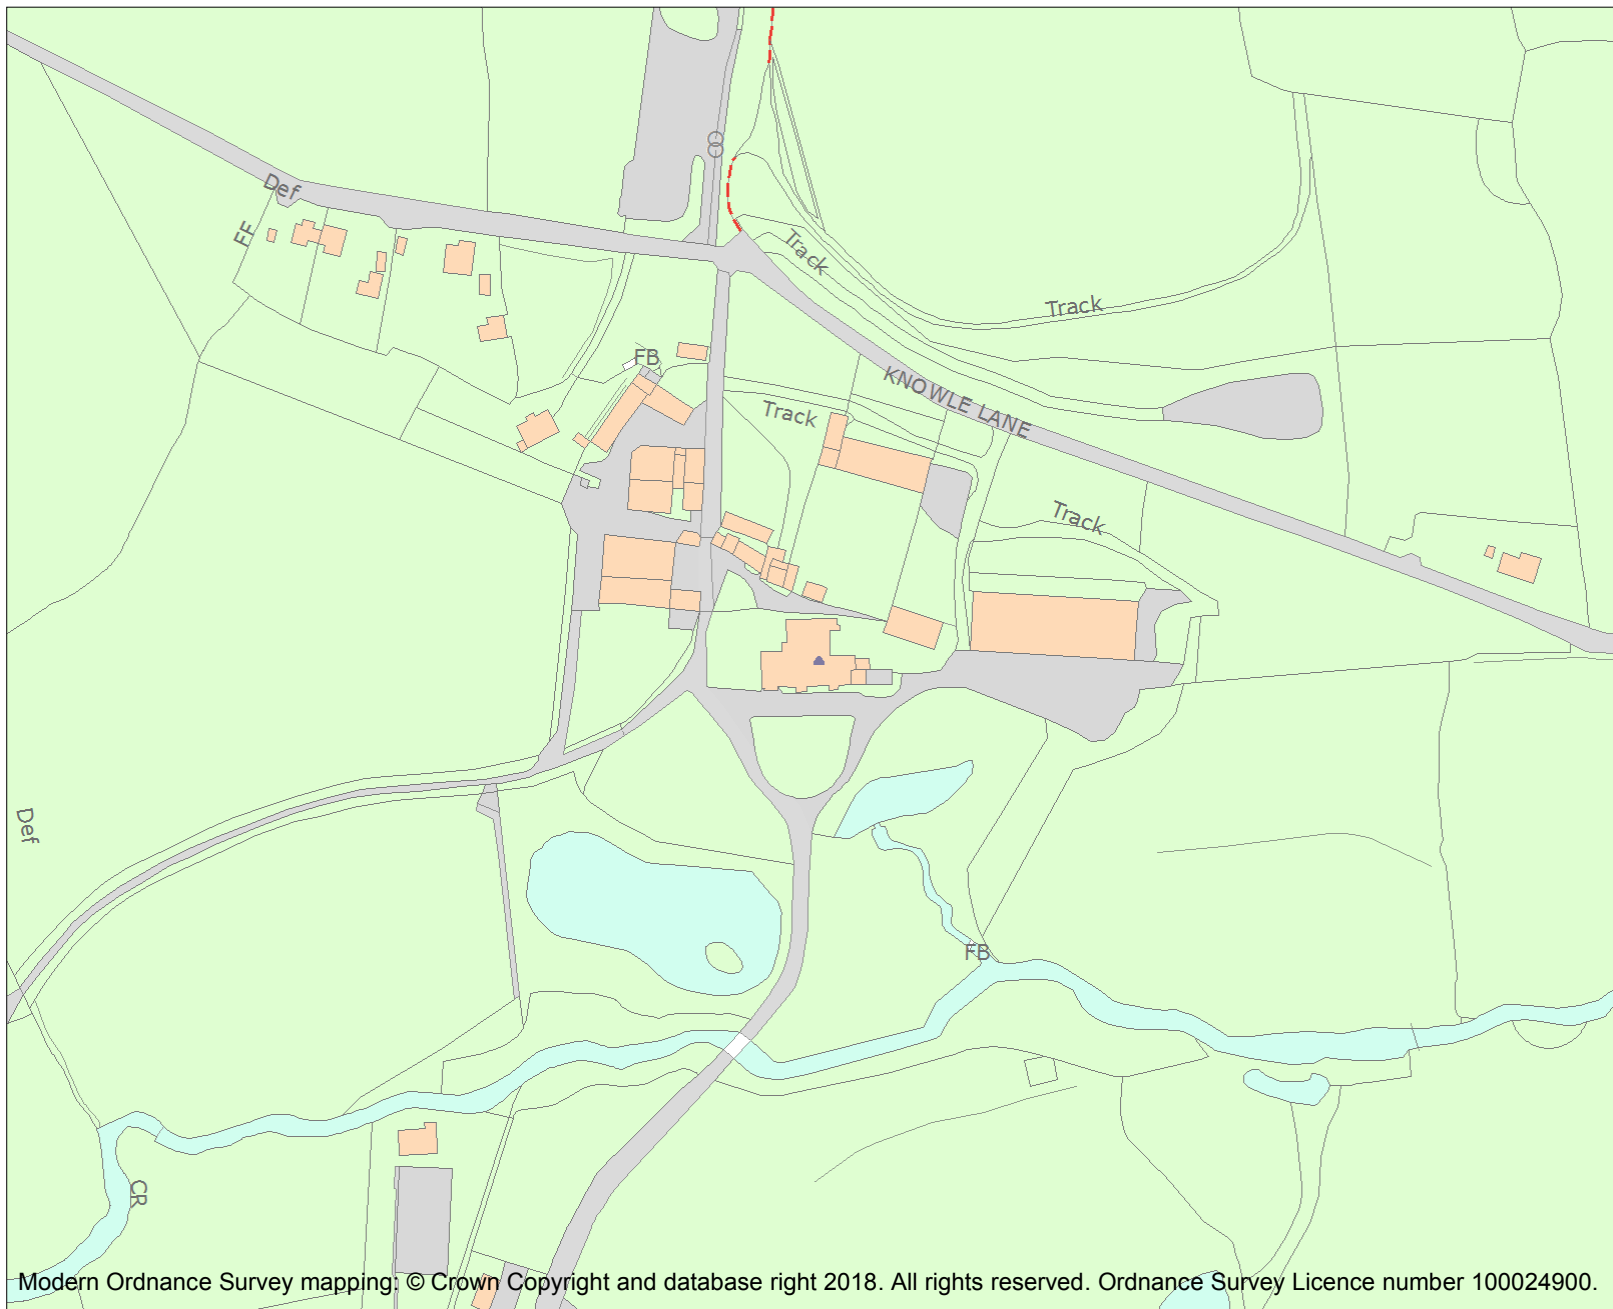 Def
FF
Track
Track
FB
KNOWLE LANE
Track
Track
Def
FB
CR
Modern Ordnance Survey mapping: © Crown Copyright and database right 2018. All rights reserved. Ordnance Survey Licence number 100024900.